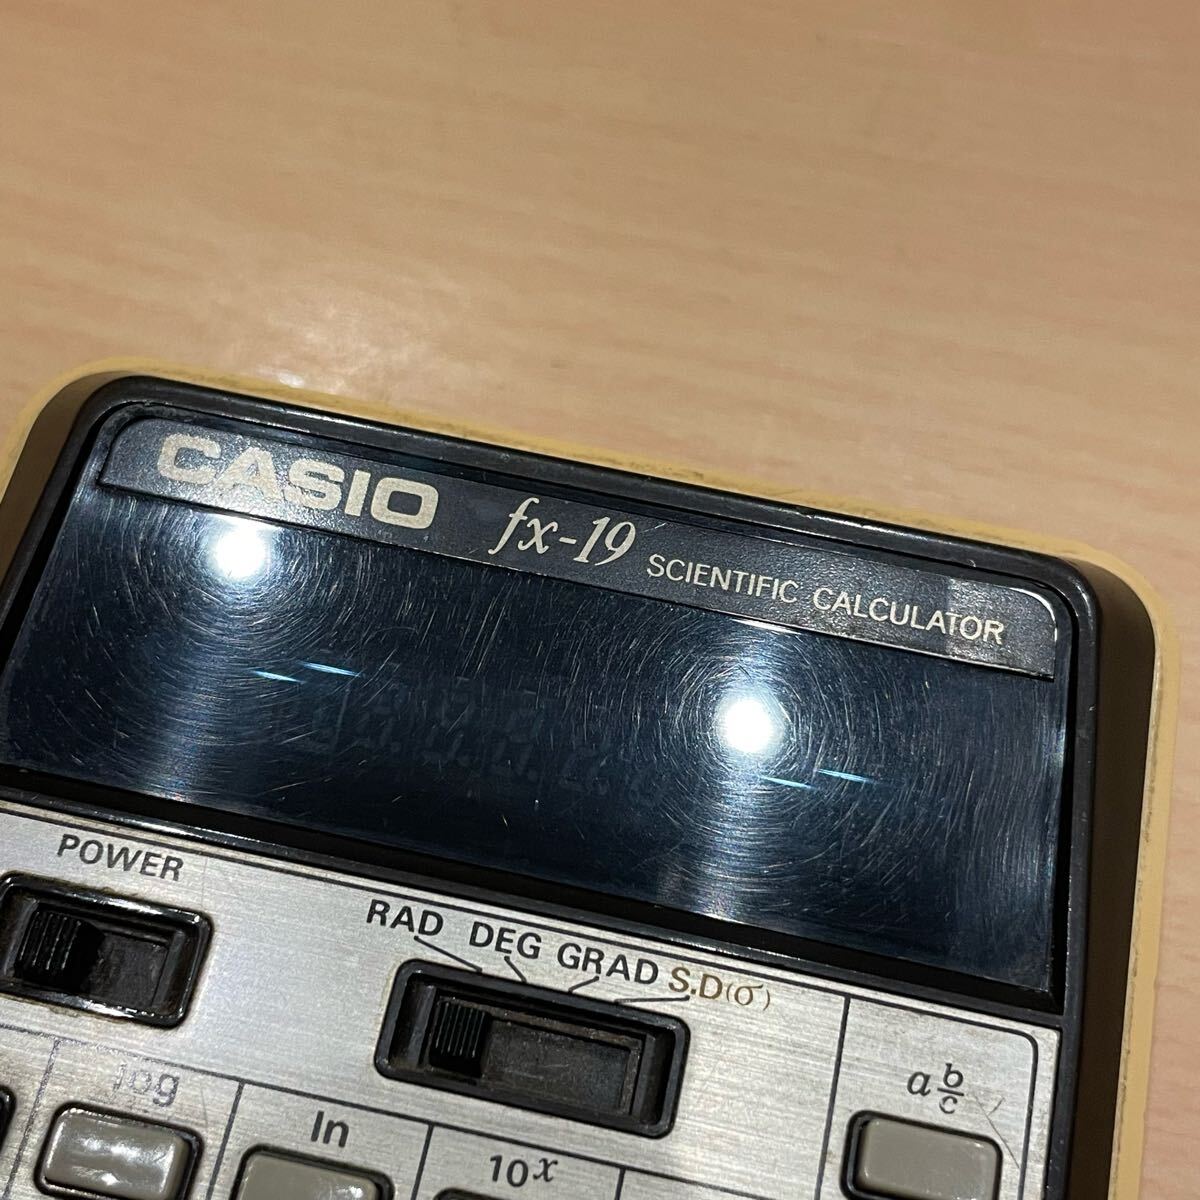 CASIO fx-19 SCIENTIFIC CALCULATOR
POWER
RAD DEG GRAD S.D(σ)
log
ln
10ˣ
a b/c